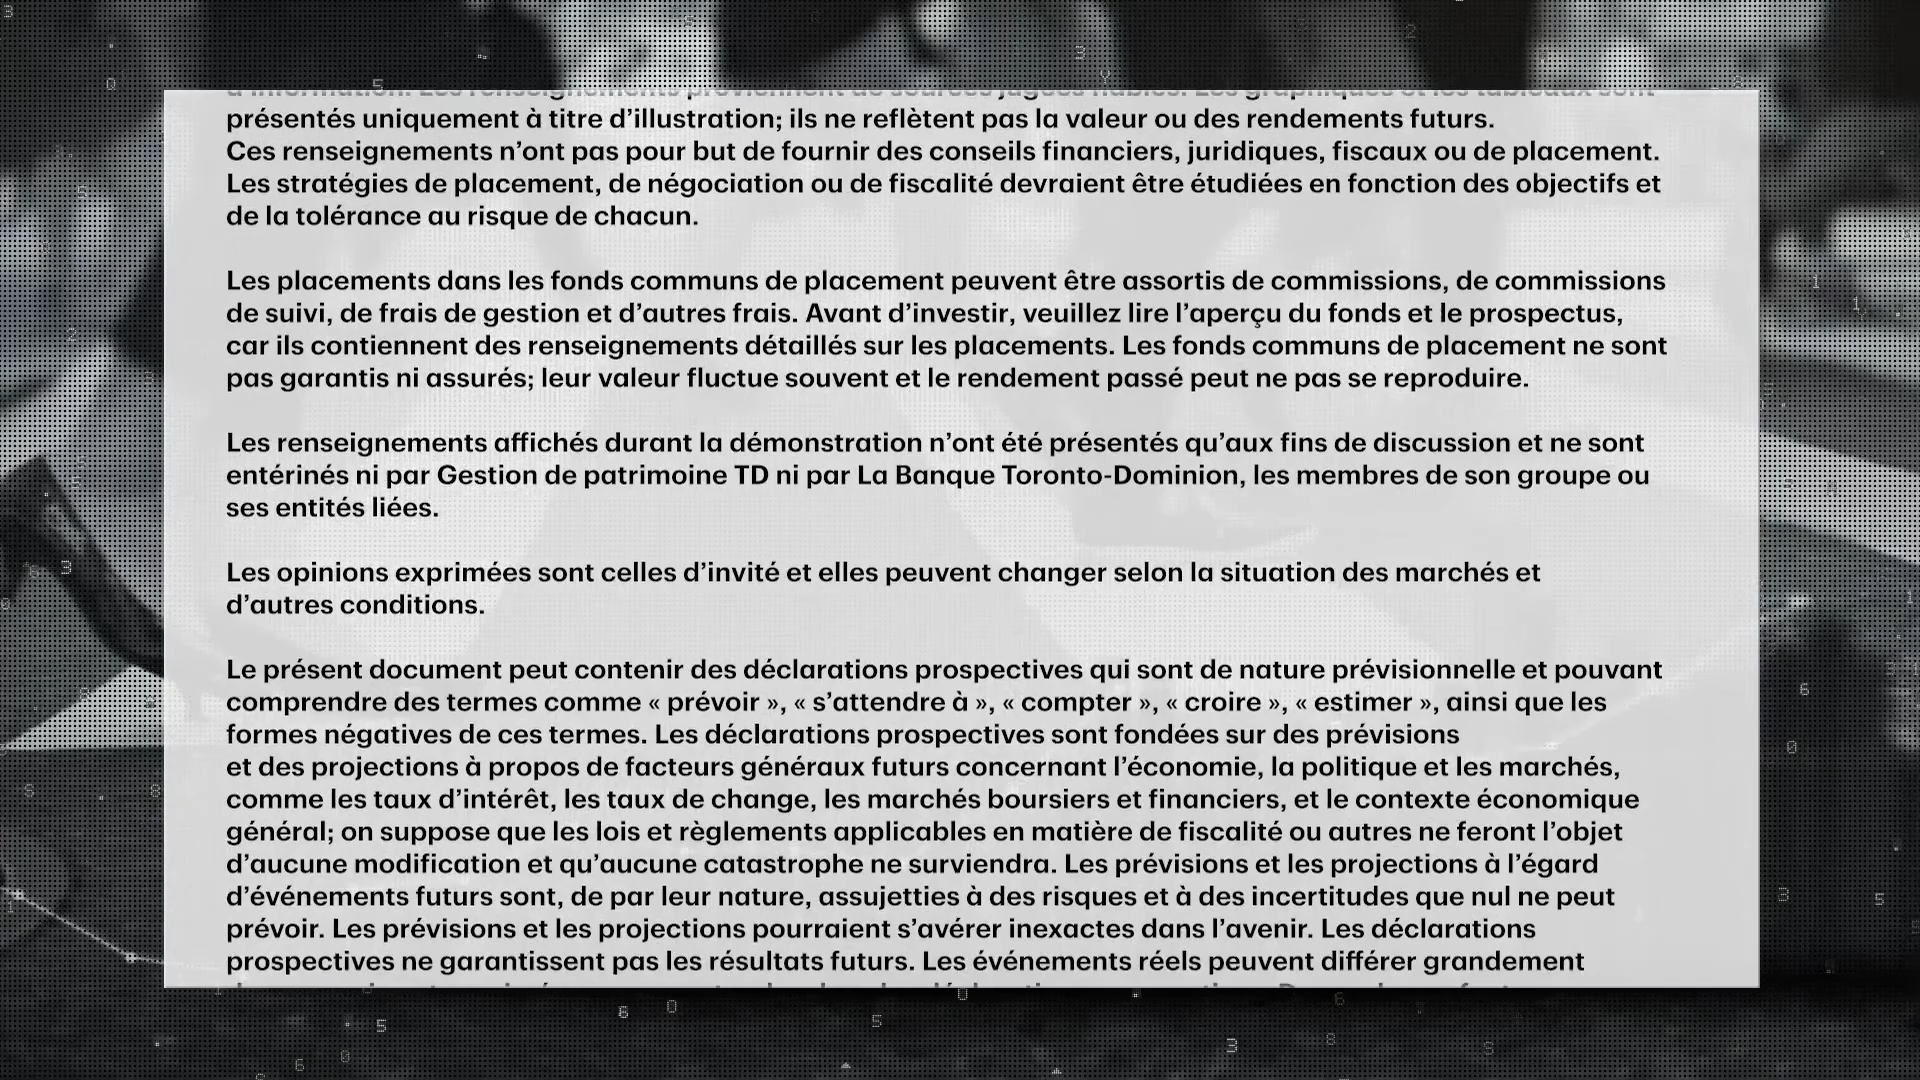 d'information. Les renseignements proviennent de sources jugées fiables. Les graphiques et les tableaux sont
présentés uniquement à titre d’illustration; ils ne reflètent pas la valeur ou des rendements futurs.
Ces renseignements n’ont pas pour but de fournir des conseils financiers, juridiques, fiscaux ou de placement.
Les stratégies de placement, de négociation ou de fiscalité devraient être étudiées en fonction des objectifs et
de la tolérance au risque de chacun.
Les placements dans les fonds communs de placement peuvent être assortis de commissions, de commissions
de suivi, de frais de gestion et d’autres frais. Avant d’investir, veuillez lire l’aperçu du fonds et le prospectus,
car ils contiennent des renseignements détaillés sur les placements. Les fonds communs de placement ne sont
pas garantis ni assurés; leur valeur fluctue souvent et le rendement passé peut ne pas se reproduire.
Les renseignements affichés durant la démonstration n’ont été présentés qu’aux fins de discussion et ne sont
entérinés ni par Gestion de patrimoine TD ni par La Banque Toronto-Dominion, les membres de son groupe ou
ses entités liées.
Les opinions exprimées sont celles d’invité et elles peuvent changer selon la situation des marchés et
d’autres conditions.
Le présent document peut contenir des déclarations prospectives qui sont de nature prévisionnelle et pouvant
comprendre des termes comme « prévoir », « s’attendre à », « compter », « croire », « estimer », ainsi que les
formes négatives de ces termes. Les déclarations prospectives sont fondées sur des prévisions
et des projections à propos de facteurs généraux futurs concernant l’économie, la politique et les marchés,
comme les taux d’intérêt, les taux de change, les marchés boursiers et financiers, et le contexte économique
général; on suppose que les lois et règlements applicables en matière de fiscalité ou autres ne feront l’objet
d’aucune modification et qu’aucune catastrophe ne surviendra. Les prévisions et les projections à l’égard
d’événements futurs sont, de par leur nature, assujetties à des risques et à des incertitudes que nul ne peut
prévoir. Les prévisions et les projections pourraient s’avérer inexactes dans l’avenir. Les déclarations
prospectives ne garantissent pas les résultats futurs. Les événements réels peuvent différer grandement